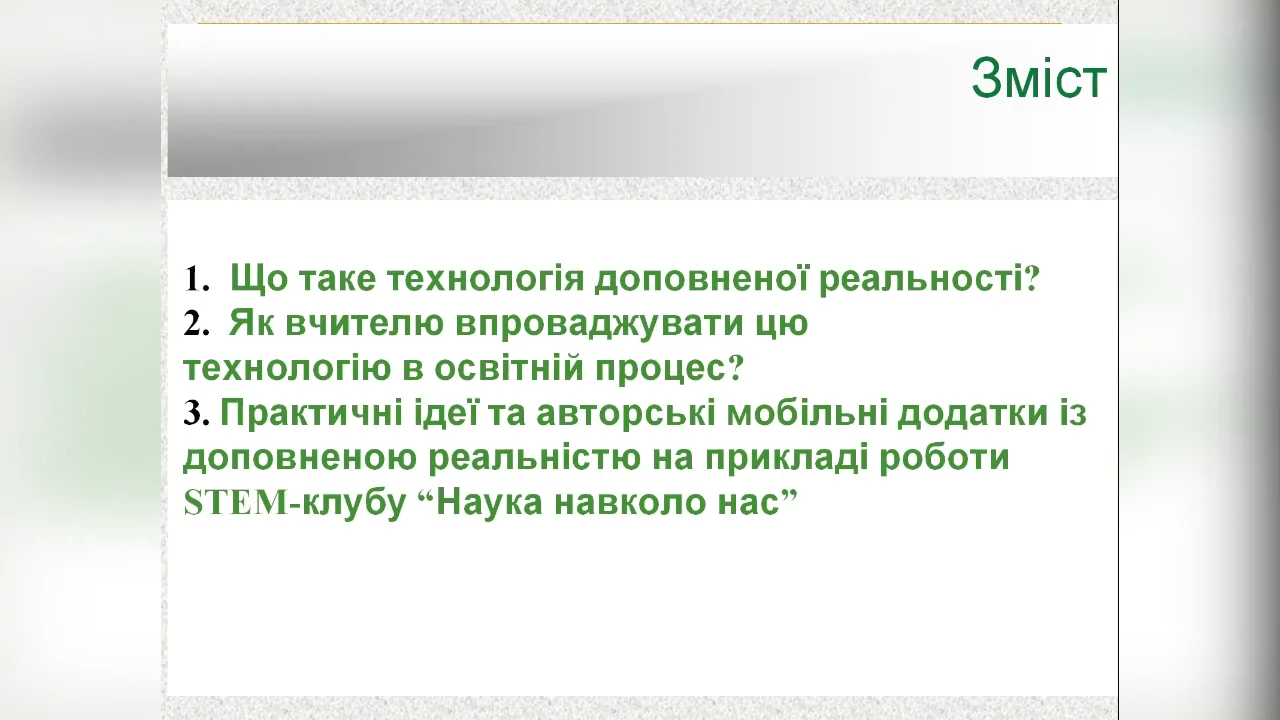 Зміст
1. Що таке технологія доповненої реальності?
2. Як вчителю впроваджувати цю
технологію в освітній процес?
3. Практичні ідеї та авторські мобільні додатки із
доповненою реальністю на прикладі роботи
STEM-клубу “Наука навколо нас”